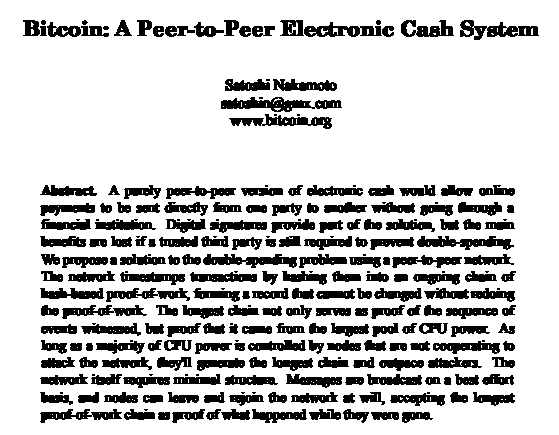 Bitcoin: A Peer-to-Peer Electronic Cash System
Satoshi Nakamoto
satoshin@gmx.com
www.bitcoin.org
Abstract. A purely peer-to-peer version of electronic cash would allow online
payments to be sent directly from one party to another without going through a
financial institution. Digital signatures provide part of the solution, but the main
benefits are lost if a trusted third party is still required to prevent double-spending.
We propose a solution to the double-spending problem using a peer-to-peer network.
The network timestamps transactions by hashing them into an ongoing chain of
hash-based proof-of-work, forming a record that cannot be changed without redoing
the proof-of-work. The longest chain not only serves as proof of the sequence of
events witnessed, but proof that it came from the largest pool of CPU power. As
long as a majority of CPU power is controlled by nodes that are not cooperating to
attack the network, they'll generate the longest chain and outpace attackers. The
network itself requires minimal structure. Messages are broadcast on a best effort
basis, and nodes can leave and rejoin the network at will, accepting the longest
proof-of-work chain as proof of what happened while they were gone.